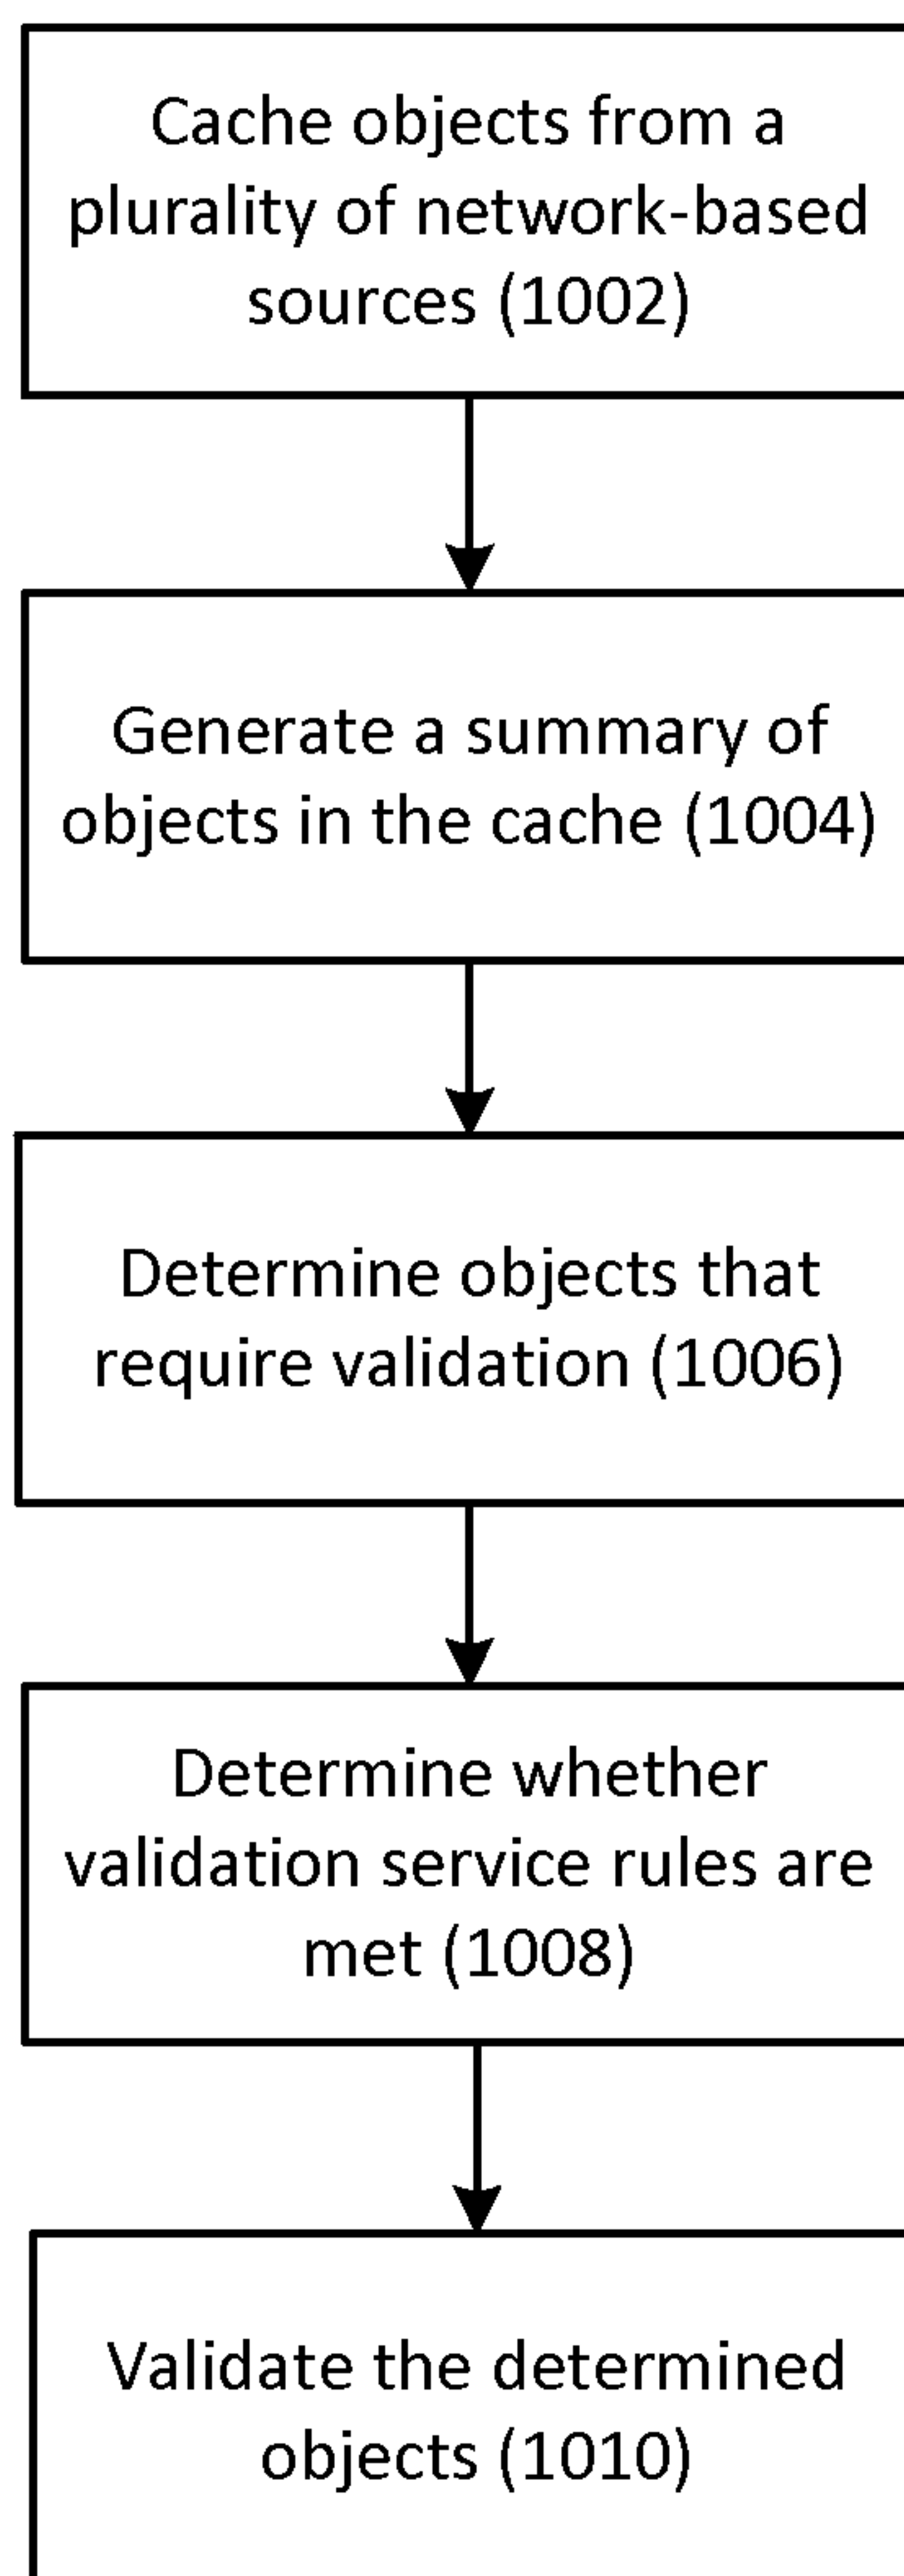 Cache objects from a
plurality of network-based
sources (1002)
Generate a summary of
objects in the cache (1004)
Determine objects that
require validation (1006)
Determine whether
validation service rules are
met (1008)
Validate the determined
objects (1010)